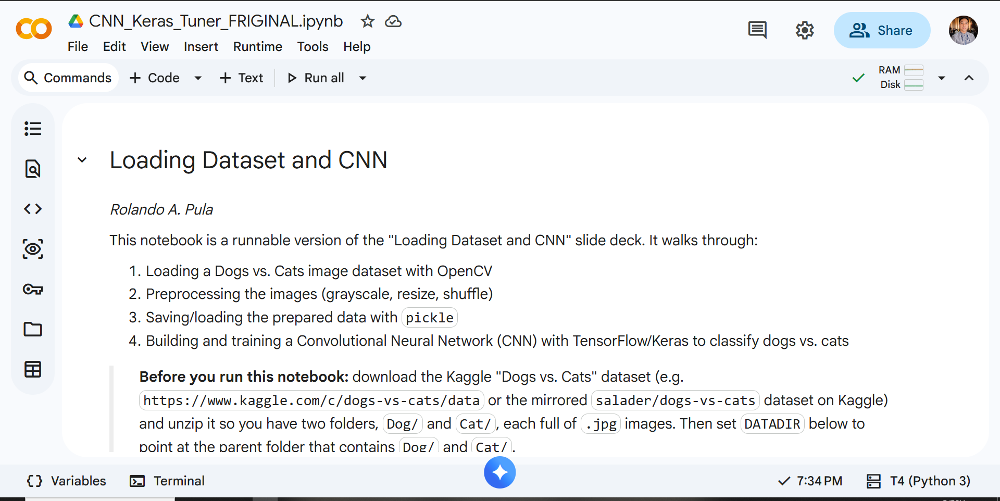 CNN_Keras_Tuner_FRIGINAL.ipynb
File Edit View Insert Runtime Tools Help
Share
Commands + Code + Text Run all
RAM
Disk
Loading Dataset and CNN
Rolando A. Pula
This notebook is a runnable version of the "Loading Dataset and CNN" slide deck. It walks through:
1. Loading a Dogs vs. Cats image dataset with OpenCV
2. Preprocessing the images (grayscale, resize, shuffle)
3. Saving/loading the prepared data with pickle
4. Building and training a Convolutional Neural Network (CNN) with TensorFlow/Keras to classify dogs vs. cats
Before you run this notebook: download the Kaggle "Dogs vs. Cats" dataset (e.g.
https://www.kaggle.com/c/dogs-vs-cats/data or the mirrored salader/dogs-vs-cats dataset on Kaggle)
and unzip it so you have two folders, Dog/ and Cat/, each full of .jpg images. Then set DATADIR below to
point at the parent folder that contains Dog/ and Cat/.
Variables Terminal 7:34 PM T4 (Python 3)